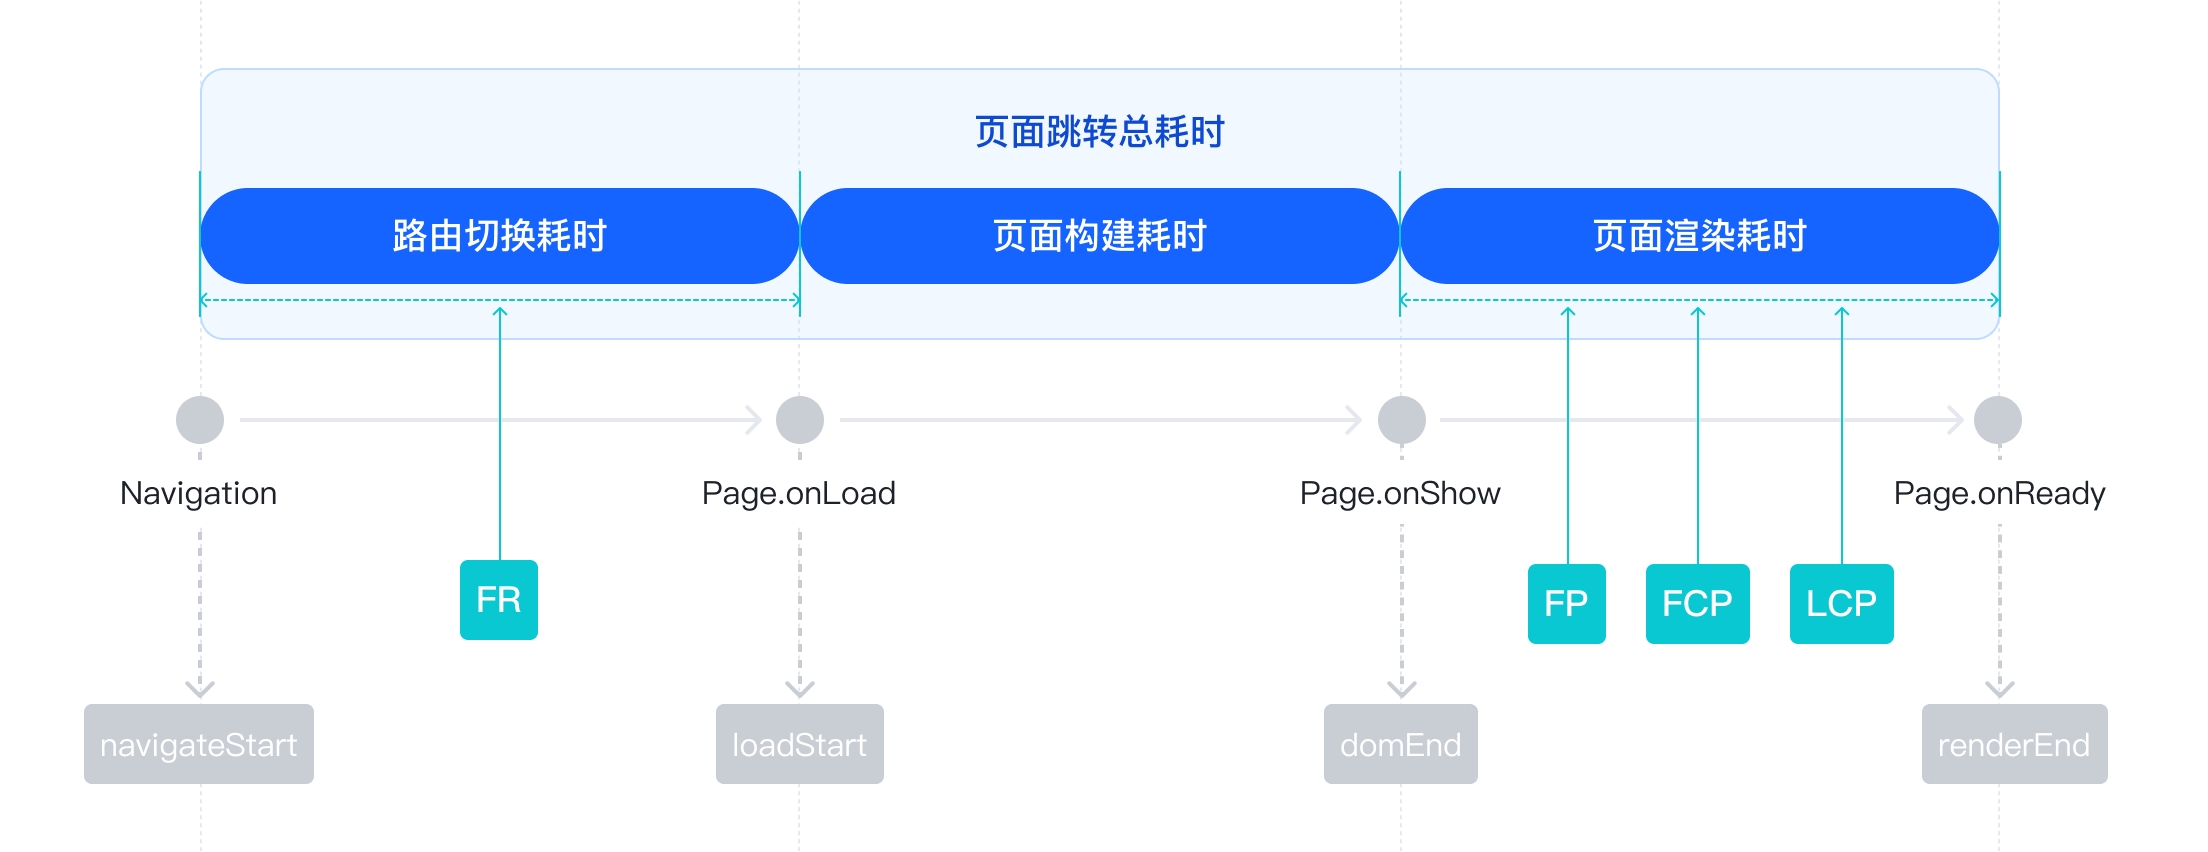 页面跳转总耗时
路由切换耗时
页面构建耗时
页面渲染耗时
Navigation
Page.onLoad
Page.onShow
Page.onReady
FR
FP
FCP
LCP
navigateStart
loadStart
domEnd
renderEnd